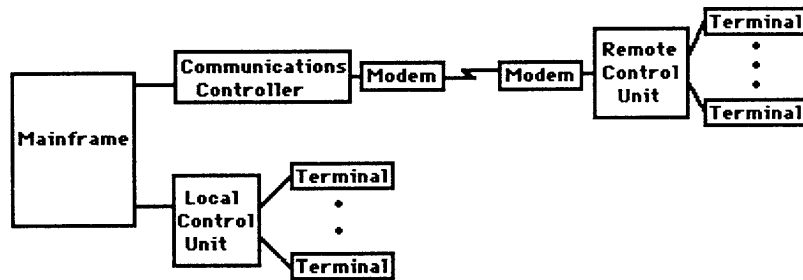 Mainframe
Communications
Controller
Modem
Modem
Remote
Control
Unit
Terminal
Terminal
Local
Control
Unit
Terminal
Terminal